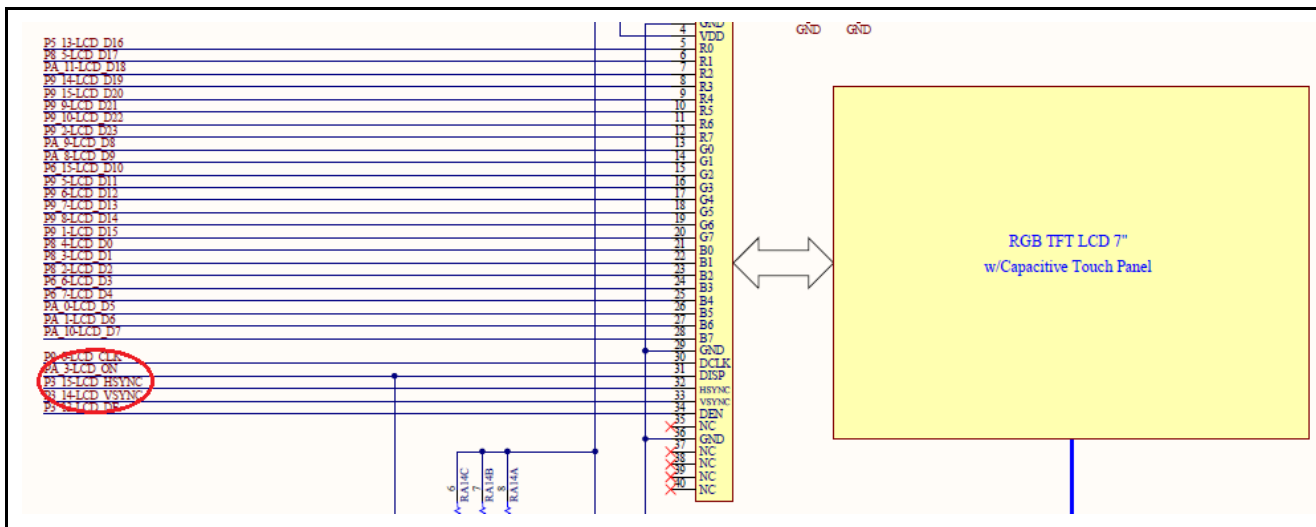 GND
4 VDD
GND GND
P5_13-LCD_D16 5 R0
P8_5-LCD_D17 6 R1
PA_11-LCD_D18 7 R2
P9_14-LCD_D19 8 R3
P9_15-LCD_D20 9 R4
P9_9-LCD_D21 10 R5
P9_10-LCD_D22 11 R6
P9_2-LCD_D23 12 R7
PA_9-LCD_D8 13 G0
PA_8-LCD_D9 14 G1
P6_15-LCD_D10 15 G2
P9_5-LCD_D11 16 G3
P9_6-LCD_D12 17 G4
P9_7-LCD_D13 18 G5
P9_8-LCD_D14 19 G6
P9_1-LCD_D15 20 G7
P8_4-LCD_D0 21 B0
P8_3-LCD_D1 22 B1
P8_2-LCD_D2 23 B2
P6_6-LCD_D3 24 B3
P6_7-LCD_D4 25 B4
PA_0-LCD_D5 26 B5
PA_1-LCD_D6 27 B6
PA_10-LCD_D7 28 B7
29 GND
30 DCLK
PA_3-LCD_ON 31 DISP
P3_15-LCD_HSYNC 32 HSYNC
P3_14-LCD_VSYNC 33 VSYNC
34 DEN
35 NC
36 GND
37 NC
38 NC
39 NC
40 NC
RGB TFT LCD 7"
w/Capacitive Touch Panel
6 RA14C
7 RA14B
8 RA14A